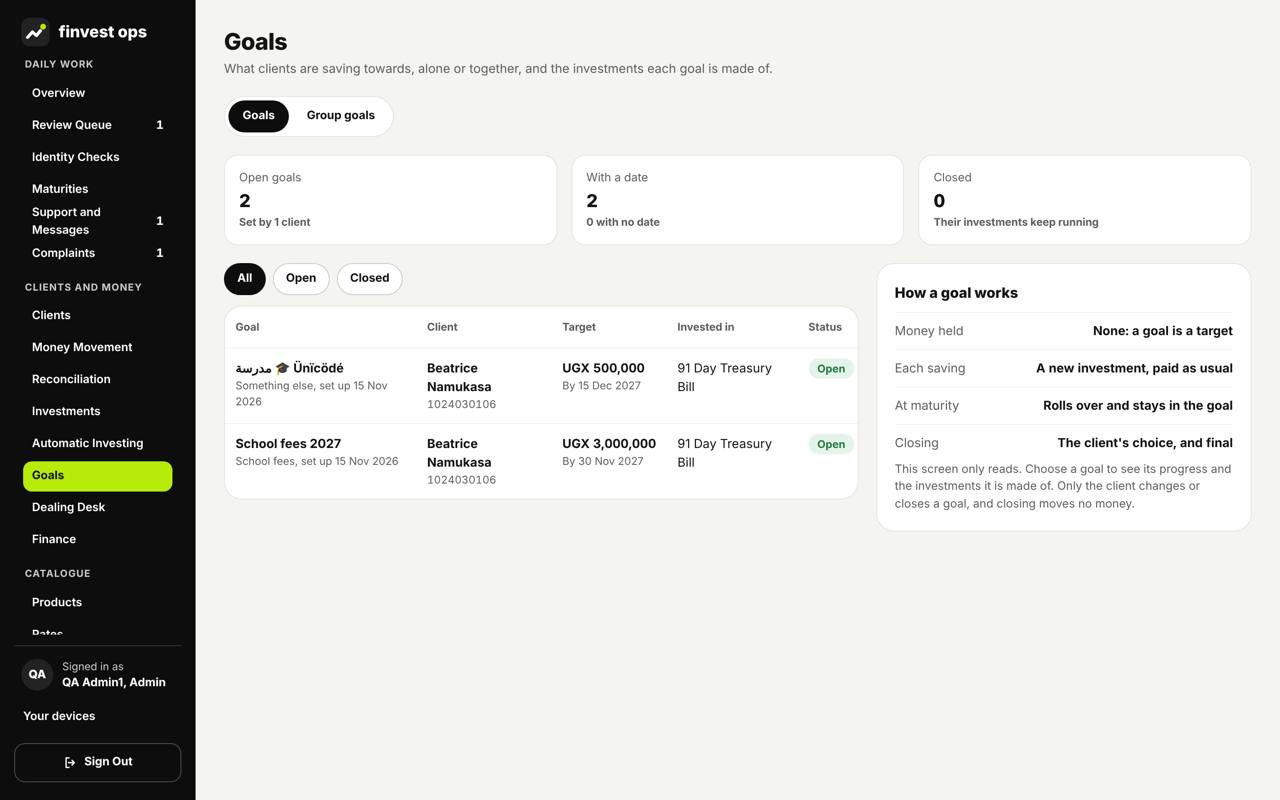 finvest ops
DAILY WORK
Overview
Review Queue 1
Identity Checks
Maturities
Support and
Messages 1
Complaints 1
CLIENTS AND MONEY
Clients
Money Movement
Reconciliation
Investments
Automatic Investing
Goals
Dealing Desk
Finance
CATALOGUE
Products
Rates
QA
Signed in as
QA Admin1, Admin
Your devices
Sign Out
Goals
What clients are saving towards, alone or together, and the investments each goal is made of.
Goals Group goals
Open goals
2
Set by 1 client
With a date
2
0 with no date
Closed
0
Their investments keep running
All Open Closed
Goal Client Target Invested in Status
مدرسة 🎓 Ünïcödé
Something else, set up 15 Nov
2026
Beatrice
Namukasa
1024030106
UGX 500,000
By 15 Dec 2027
91 Day Treasury
Bill
Open
School fees 2027
School fees, set up 15 Nov 2026
Beatrice
Namukasa
1024030106
UGX 3,000,000
By 30 Nov 2027
91 Day Treasury
Bill
Open
How a goal works
Money held None: a goal is a target
Each saving A new investment, paid as usual
At maturity Rolls over and stays in the goal
Closing The client's choice, and final
This screen only reads. Choose a goal to see its progress and
the investments it is made of. Only the client changes or
closes a goal, and closing moves no money.